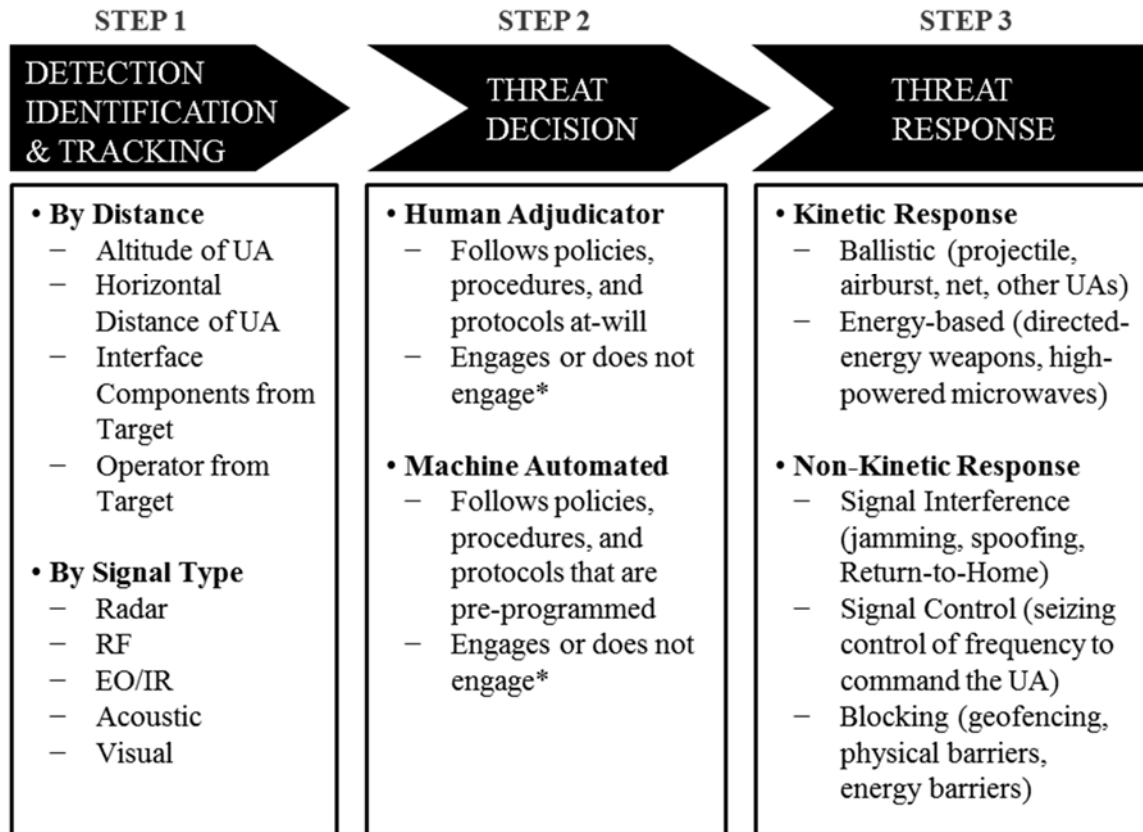 STEP 1
DETECTION
IDENTIFICATION
& TRACKING
• By Distance
– Altitude of UA
– Horizontal
Distance of UA
– Interface
Components from
Target
– Operator from
Target
• By Signal Type
– Radar
– RF
– EO/IR
– Acoustic
– Visual
STEP 2
THREAT
DECISION
• Human Adjudicator
– Follows policies,
procedures, and
protocols at-will
– Engages or does not
engage*
• Machine Automated
– Follows policies,
procedures, and
protocols that are
pre-programmed
– Engages or does not
engage*
STEP 3
THREAT
RESPONSE
• Kinetic Response
– Ballistic (projectile,
airburst, net, other UAs)
– Energy-based (directed-
energy weapons, high-
powered microwaves)
• Non-Kinetic Response
– Signal Interference
(jamming, spoofing,
Return-to-Home)
– Signal Control (seizing
control of frequency to
command the UA)
– Blocking (geofencing,
physical barriers,
energy barriers)